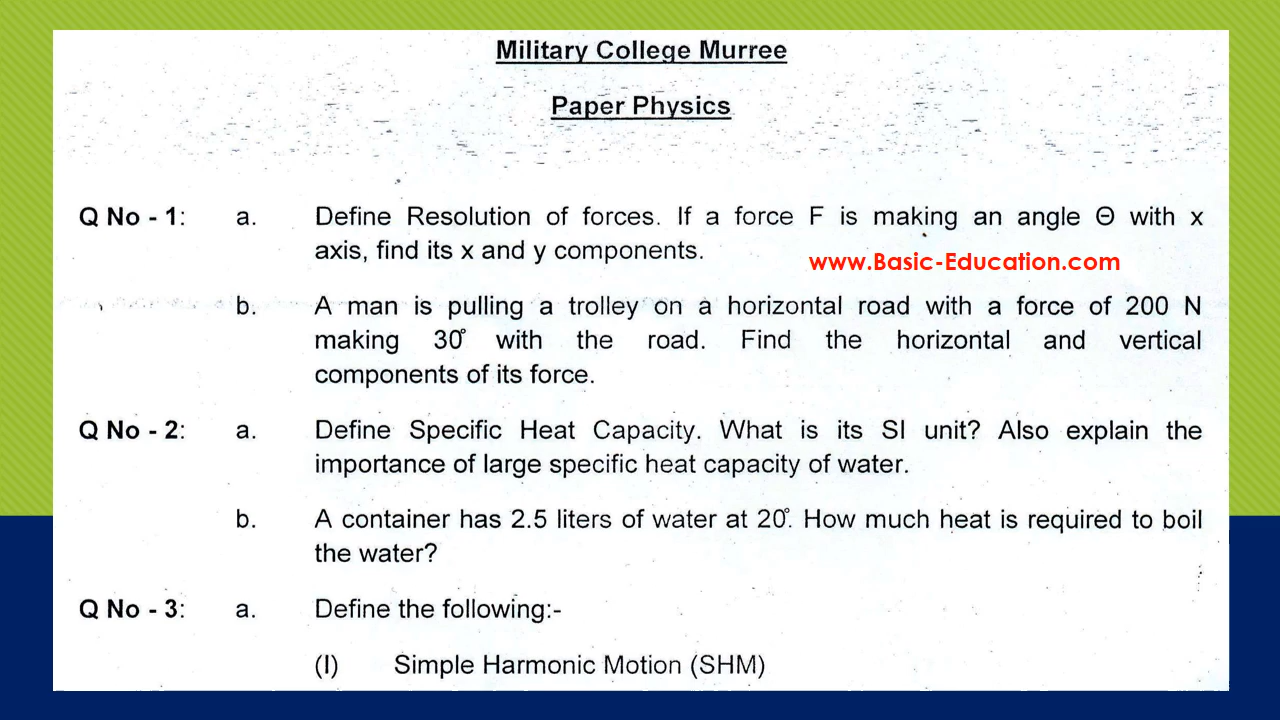 Military College Murree
Paper Physics
Q No - 1: a. Define Resolution of forces. If a force F is making an angle Θ with x
axis, find its x and y components.
www.Basic-Education.com
b. A man is pulling a trolley on a horizontal road with a force of 200 N
making 30° with the road. Find the horizontal and vertical
components of its force.
Q No - 2: a. Define Specific Heat Capacity. What is its SI unit? Also explain the
importance of large specific heat capacity of water.
b. A container has 2.5 liters of water at 20°. How much heat is required to boil
the water?
Q No - 3: a. Define the following:-
(I) Simple Harmonic Motion (SHM)